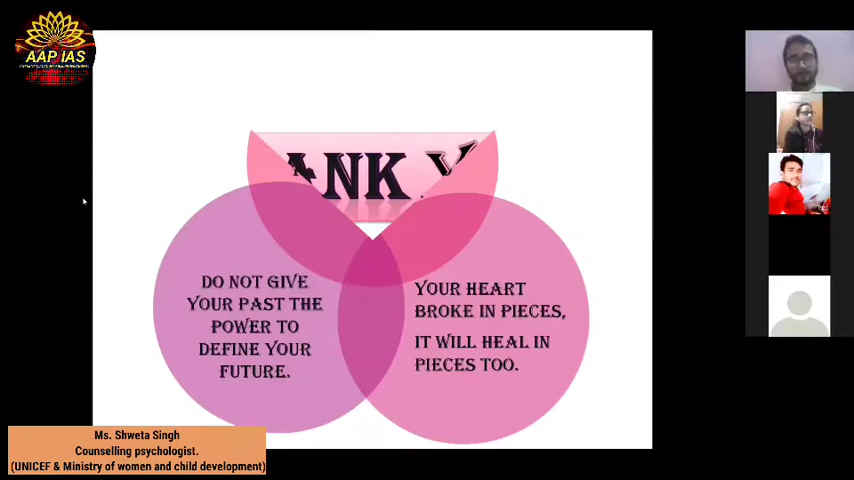 AAP IAS
ANK Y
DO NOT GIVE
YOUR PAST THE
POWER TO
DEFINE YOUR
FUTURE.
YOUR HEART
BROKE IN PIECES,
IT WILL HEAL IN
PIECES TOO.
Ms. Shweta Singh
Counselling psychologist.
(UNICEF & Ministry of women and child development)